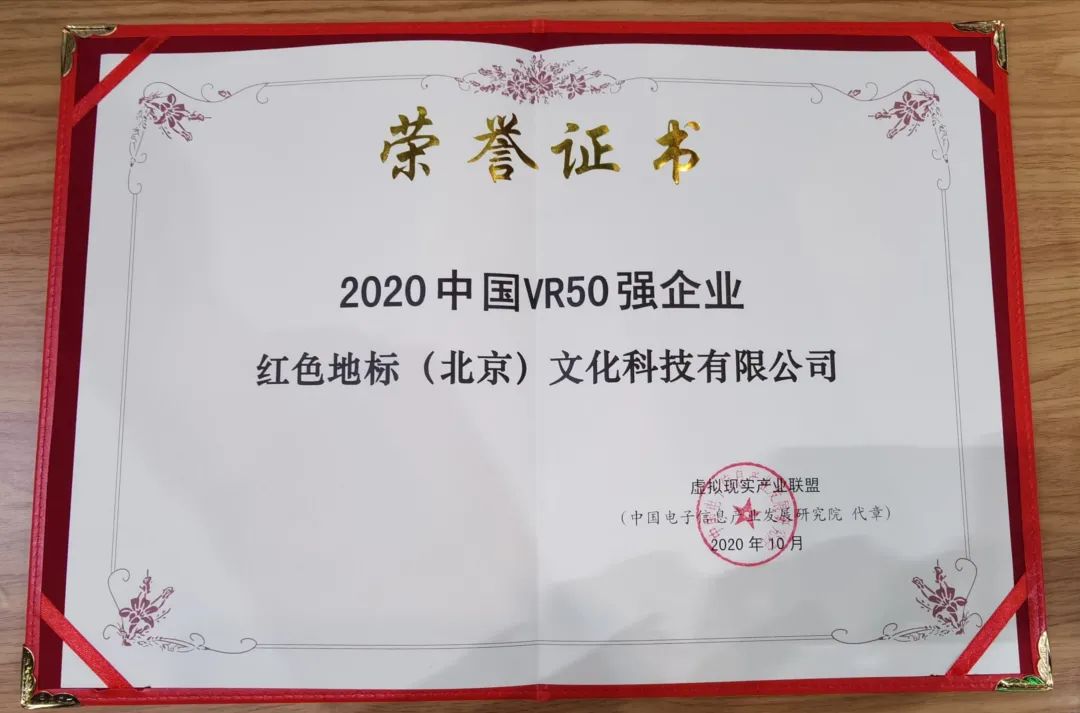 荣誉证书
2020中国VR50强企业
红色地标（北京）文化科技有限公司
虚拟现实产业联盟
（中国电子信息产业发展研究院 代章）
2020年10月